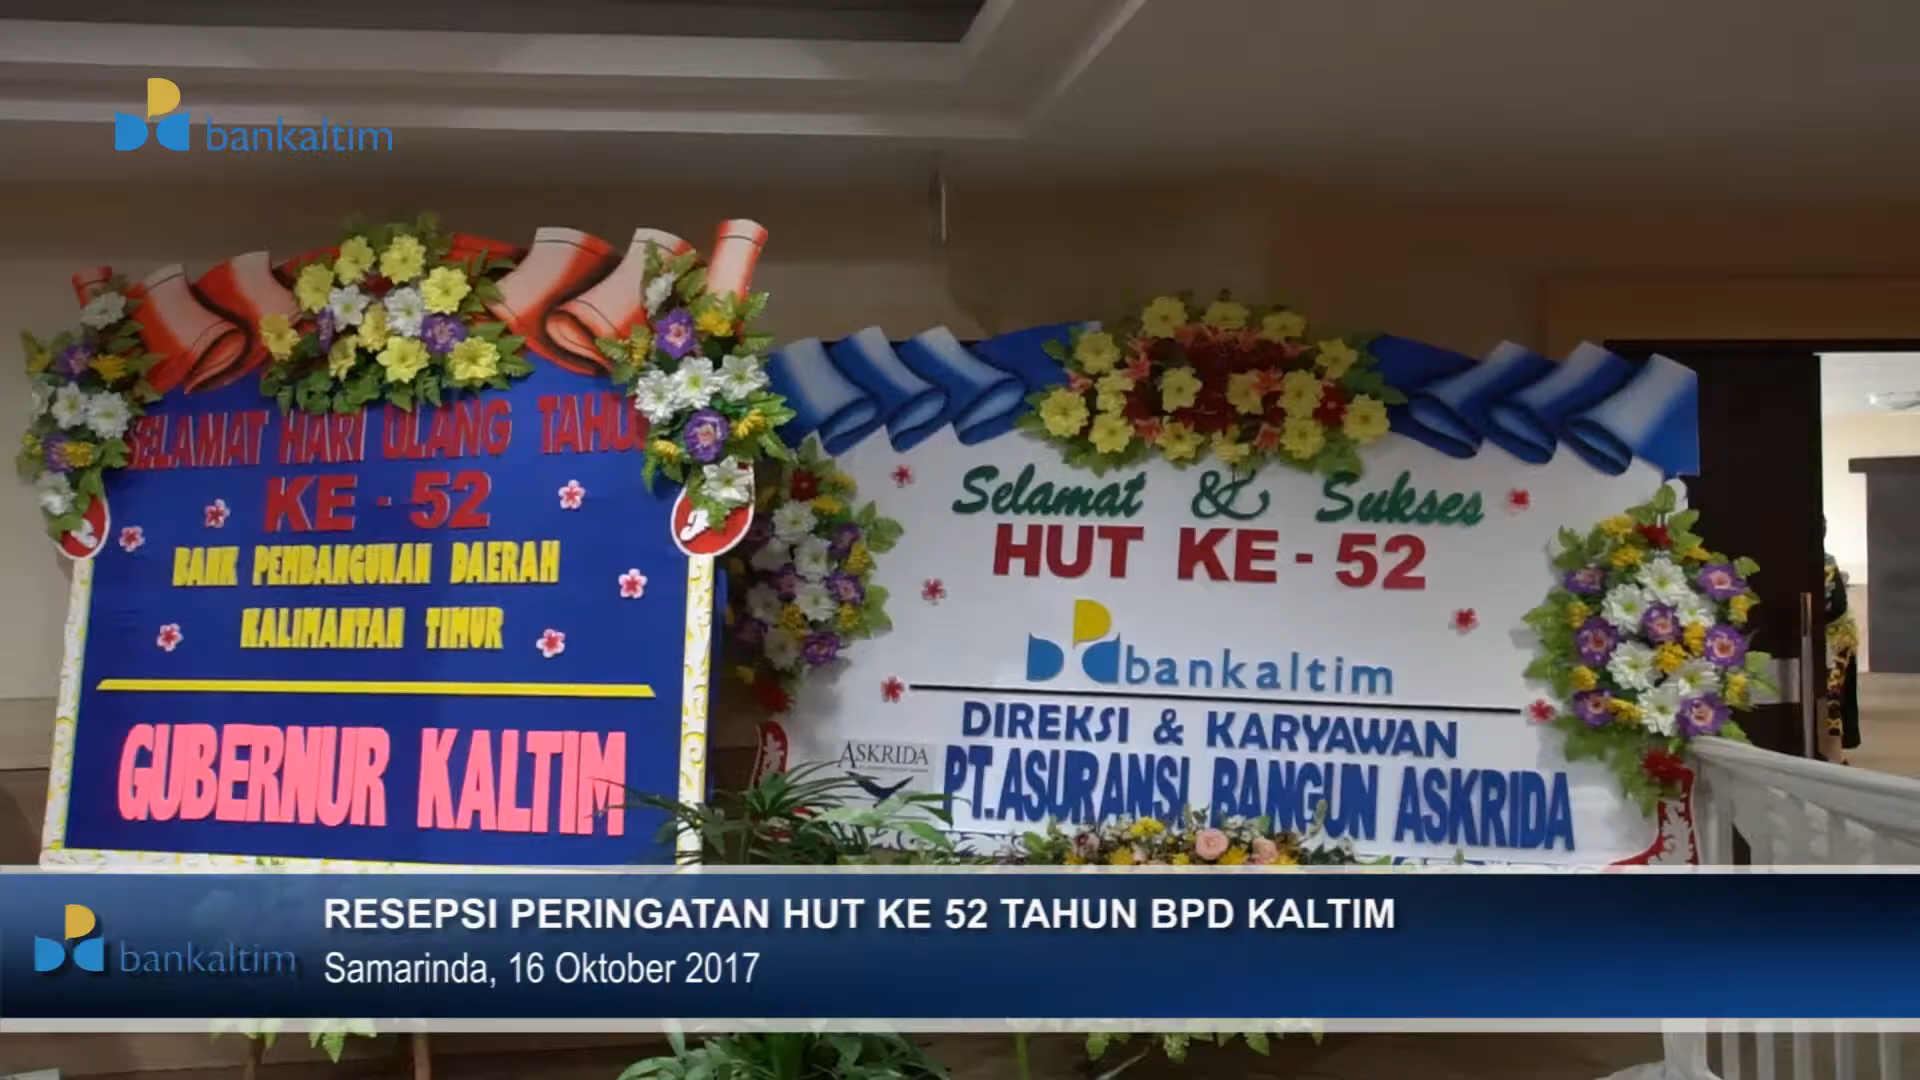 bankaltim
SELAMAT HARI ULANG TAHU
KE - 52
BANK PEMBANGUNAN DAERAH
KALIMANTAN TIMUR
GUBERNUR KALTIM
Selamat & Sukses
HUT KE - 52
bankaltim
DIREKSI & KARYAWAN
ASKRIDA
PT. ASURANSI BANGUN ASKRIDA
bankaltim
RESEPSI PERINGATAN HUT KE 52 TAHUN BPD KALTIM
Samarinda, 16 Oktober 2017